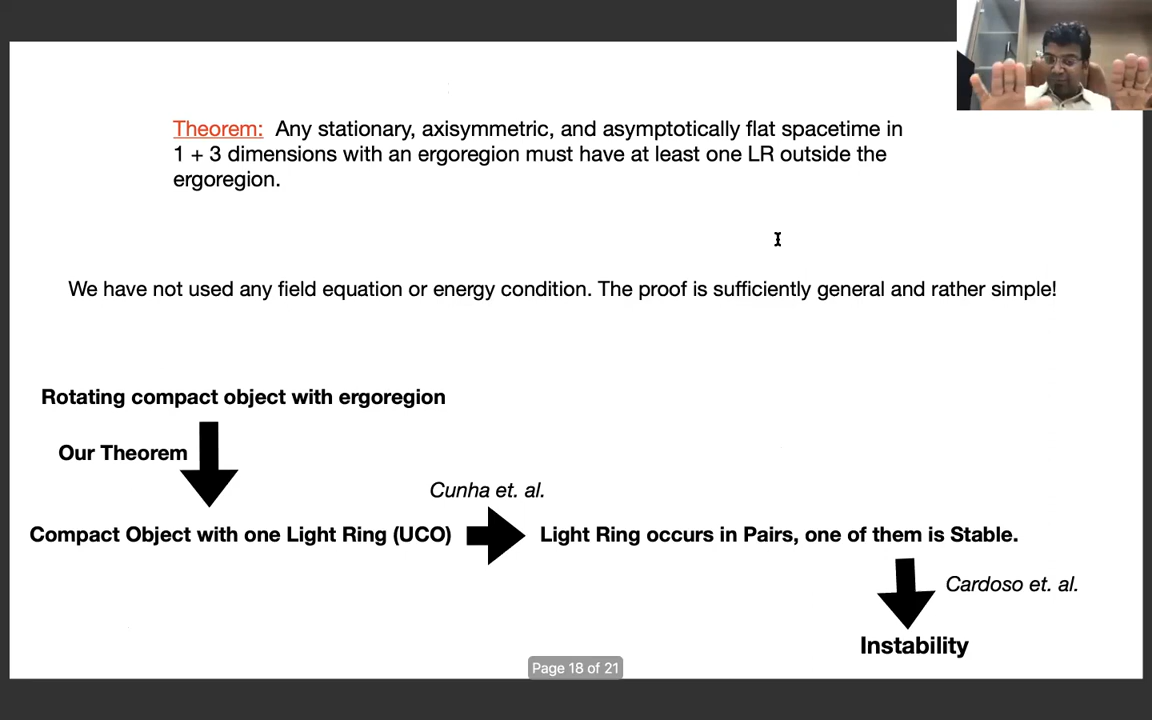 Theorem: Any stationary, axisymmetric, and asymptotically flat spacetime in
1 + 3 dimensions with an ergoregion must have at least one LR outside the
ergoregion.
We have not used any field equation or energy condition. The proof is sufficiently general and rather simple!
Rotating compact object with ergoregion
Our Theorem
Cunha et. al.
Compact Object with one Light Ring (UCO)
Light Ring occurs in Pairs, one of them is Stable.
Cardoso et. al.
Instability
Page 18 of 21